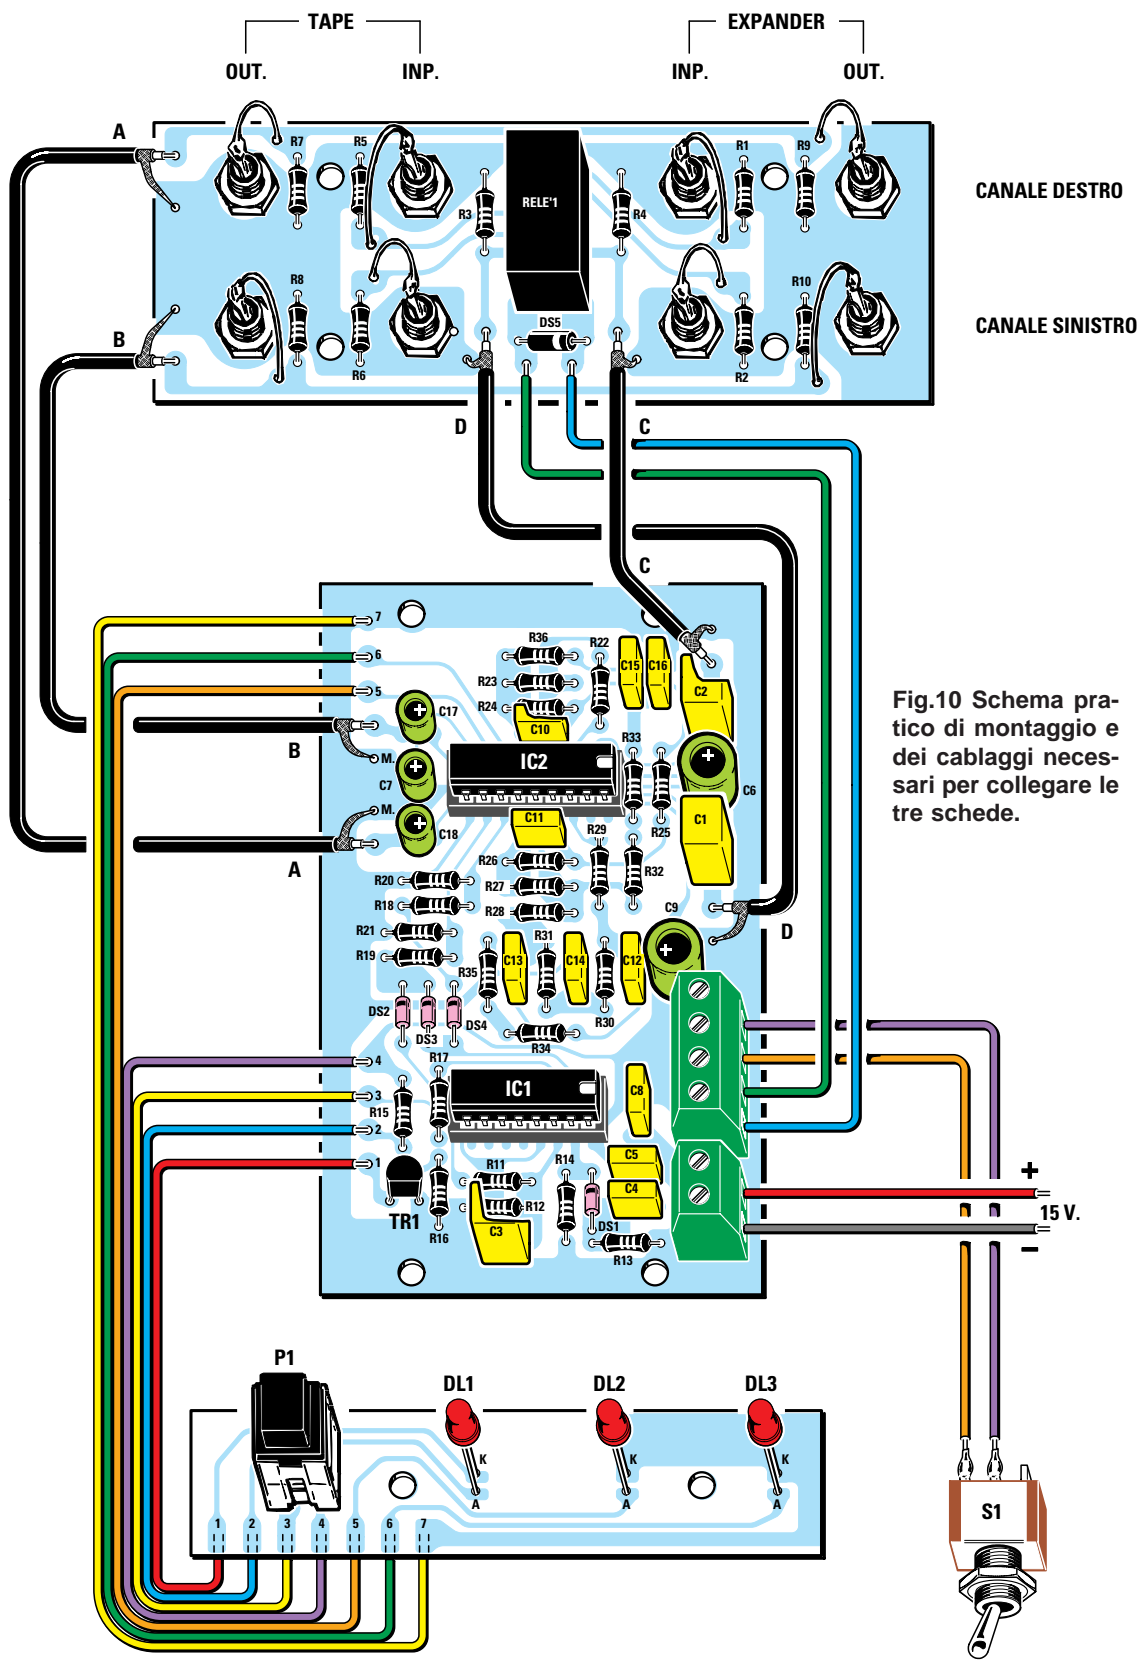 TAPE EXPANDER
OUT. INP. INP. OUT.
A
R7 R5 R1 R9
RELE'1
R3 R4
CANALE DESTRO
R8 R10
DS5
CANALE SINISTRO
B
R6 R2
D C
C
7
6
5
R36 R22
C15 C16
R23
R24
C2
C17
C10
R33
B
M.
C7
IC2
C6
M.
C11
C18
R29 R25
C1
A
R26
R32
R20
R27
R18
R28
C9
R21
R31
D
R19
R35 C13 C14 C12
DS2 DS3 DS4
R30
R34
R17
4
3
IC1
C8
R15
2
C5
1
R11 R14
C4
TR1
R16
R12
C3
DS1
R13
+
15 V.
–
Fig.10 Schema pra-
tico di montaggio e
dei cablaggi neces-
sari per collegare le
tre schede.
P1
DL1 DL2 DL3
K K K
A A A
1 2 3 4 5 6 7
S1